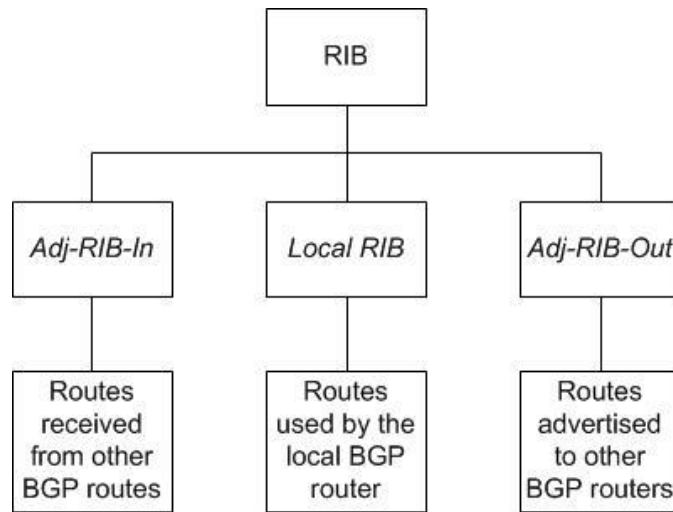 RIB
Adj-RIB-In
Local RIB
Adj-RIB-Out
Routes
received
from other
BGP routes
Routes
used by the
local BGP
router
Routes
advertised
to other
BGP routers